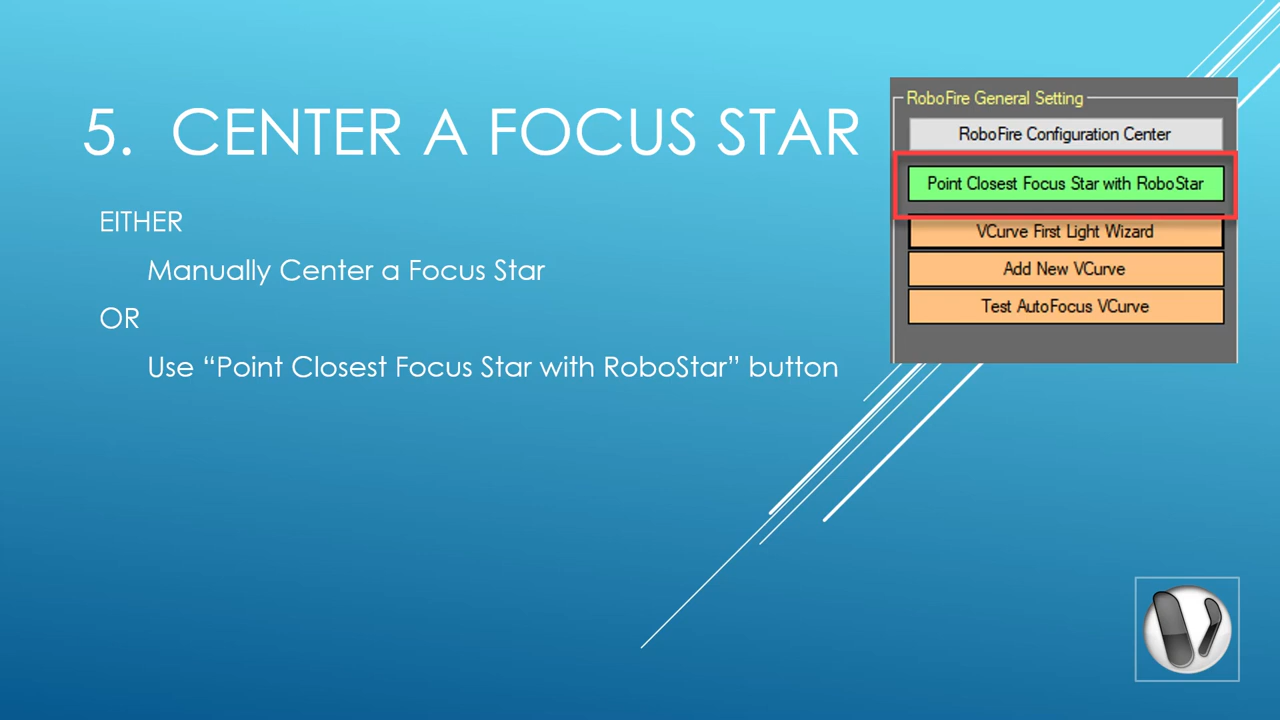 5. CENTER A FOCUS STAR
EITHER
Manually Center a Focus Star
OR
Use “Point Closest Focus Star with RoboStar” button
RoboFire General Setting
RoboFire Configuration Center
Point Closest Focus Star with RoboStar
VCurve First Light Wizard
Add New VCurve
Test AutoFocus VCurve